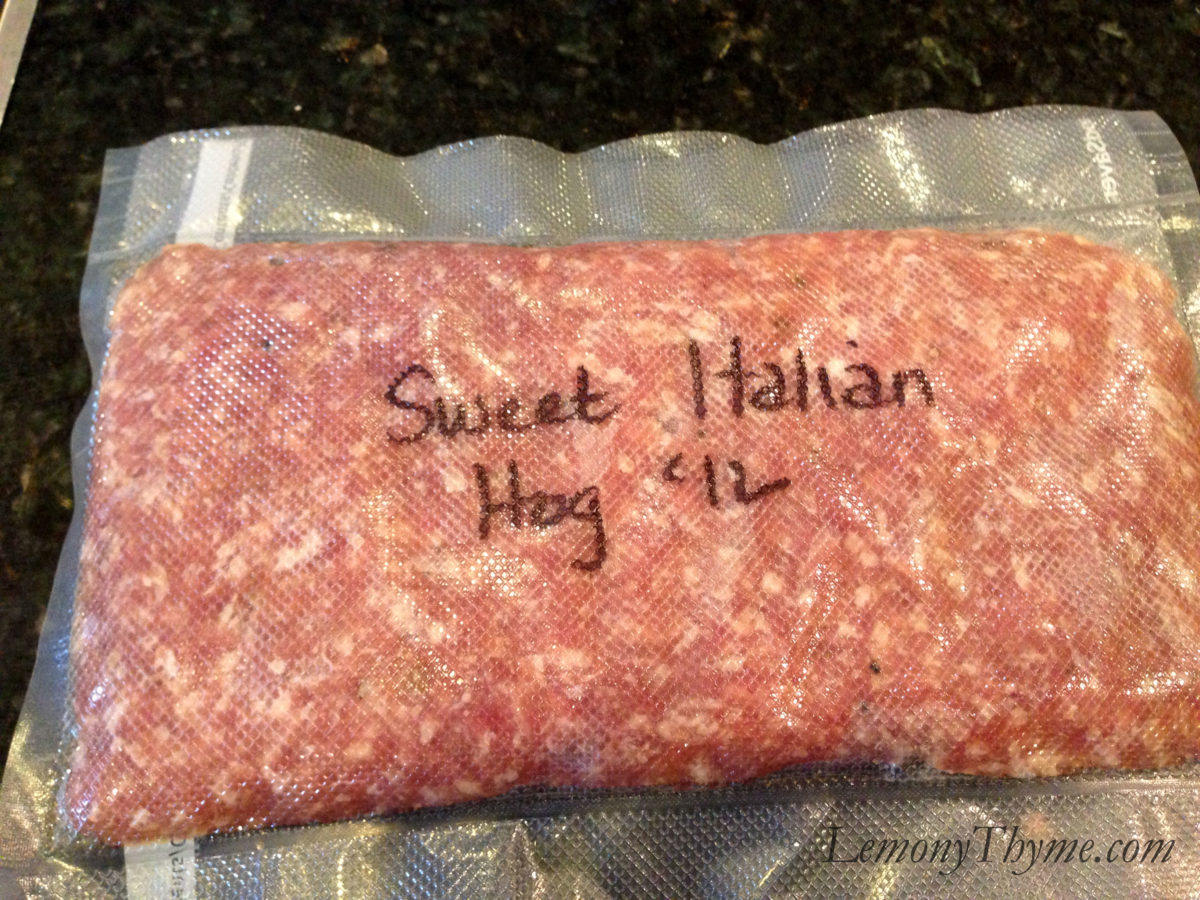 Sweet Italian
Hog '12
LemonyThyme.com